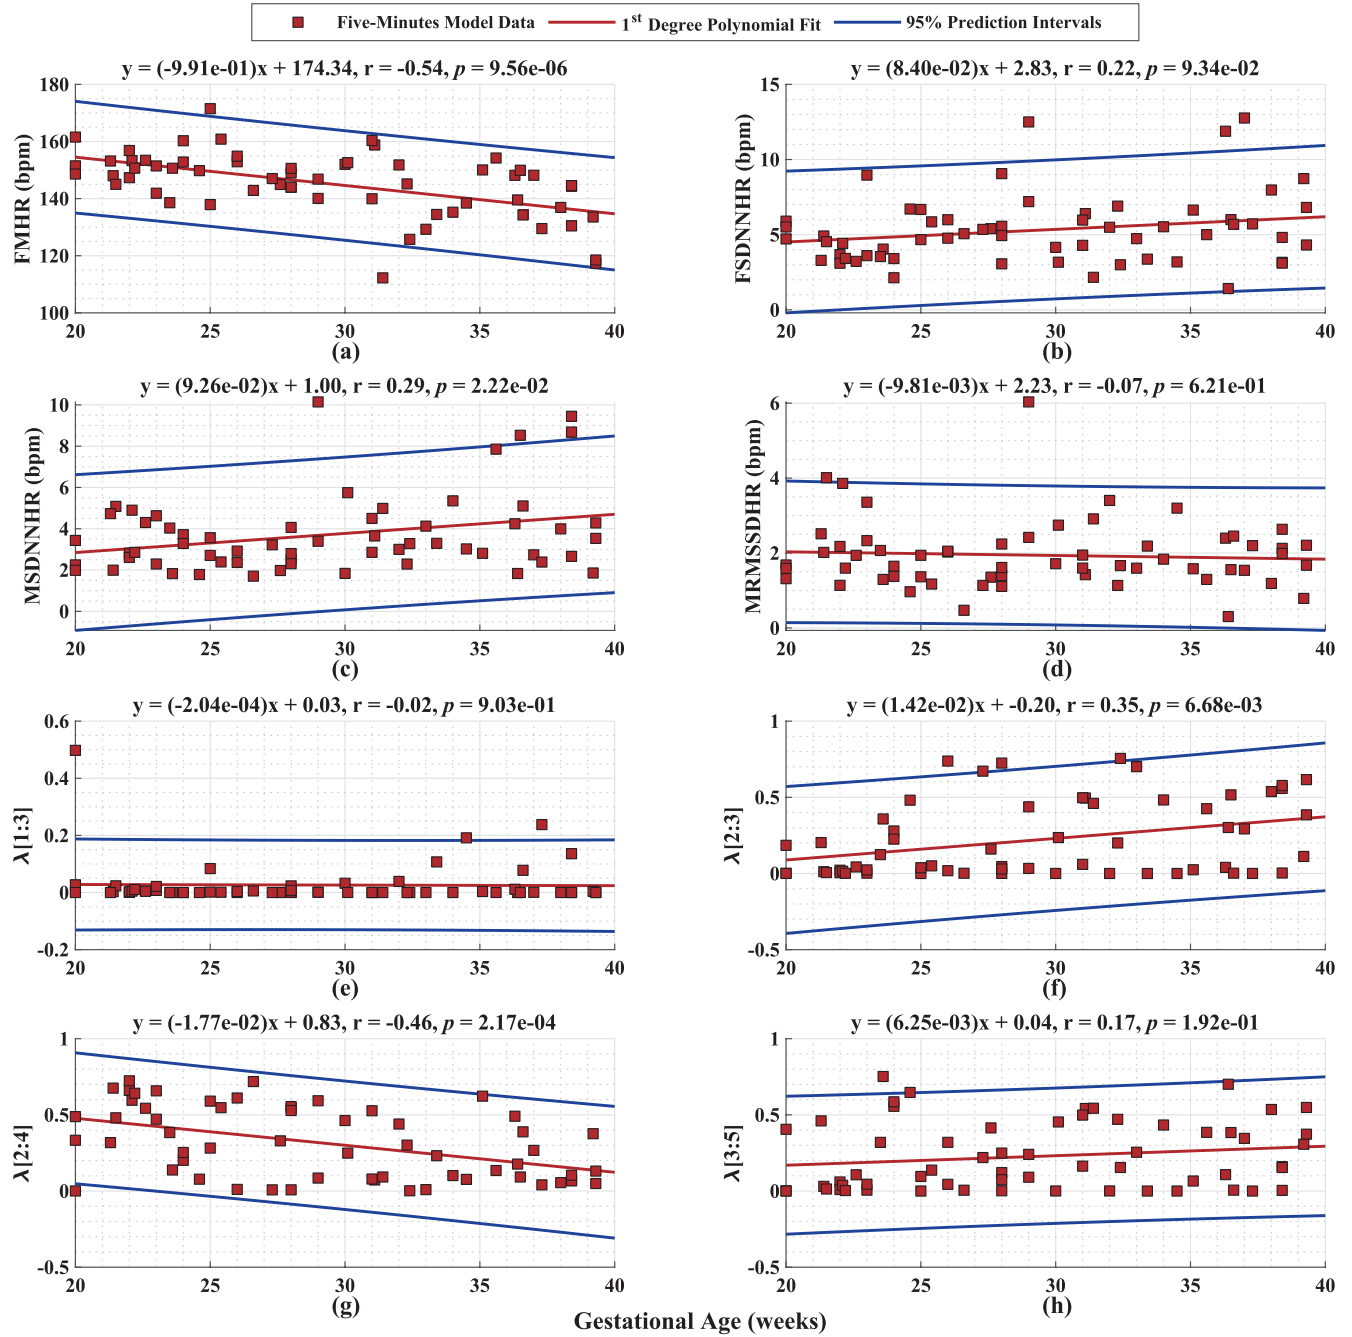 Five-Minutes Model Data 1st Degree Polynomial Fit 95% Prediction Intervals
y = (-9.91e-01)x + 174.34, r = -0.54, p = 9.56e-06
FMHR (bpm)
180
160
140
120
100
20 25 30 35 40
(a)
y = (8.40e-02)x + 2.83, r = 0.22, p = 9.34e-02
FSDNNHR (bpm)
15
10
5
0
20 25 30 35 40
(b)
y = (9.26e-02)x + 1.00, r = 0.29, p = 2.22e-02
MSDNNHR (bpm)
10
8
6
4
2
0
20 25 30 35 40
(c)
y = (-9.81e-03)x + 2.23, r = -0.07, p = 6.21e-01
MRMSSDHR (bpm)
6
4
2
0
20 25 30 35 40
(d)
y = (-2.04e-04)x + 0.03, r = -0.02, p = 9.03e-01
λ[1:3]
0.6
0.4
0.2
0
-0.2
20 25 30 35 40
(e)
y = (1.42e-02)x + -0.20, r = 0.35, p = 6.68e-03
λ[2:3]
1
0.5
0
-0.5
20 25 30 35 40
(f)
y = (-1.77e-02)x + 0.83, r = -0.46, p = 2.17e-04
λ[2:4]
1
0.5
0
-0.5
20 25 30 35 40
(g)
y = (6.25e-03)x + 0.04, r = 0.17, p = 1.92e-01
λ[3:5]
1
0.5
0
-0.5
20 25 30 35 40
(h)
Gestational Age (weeks)